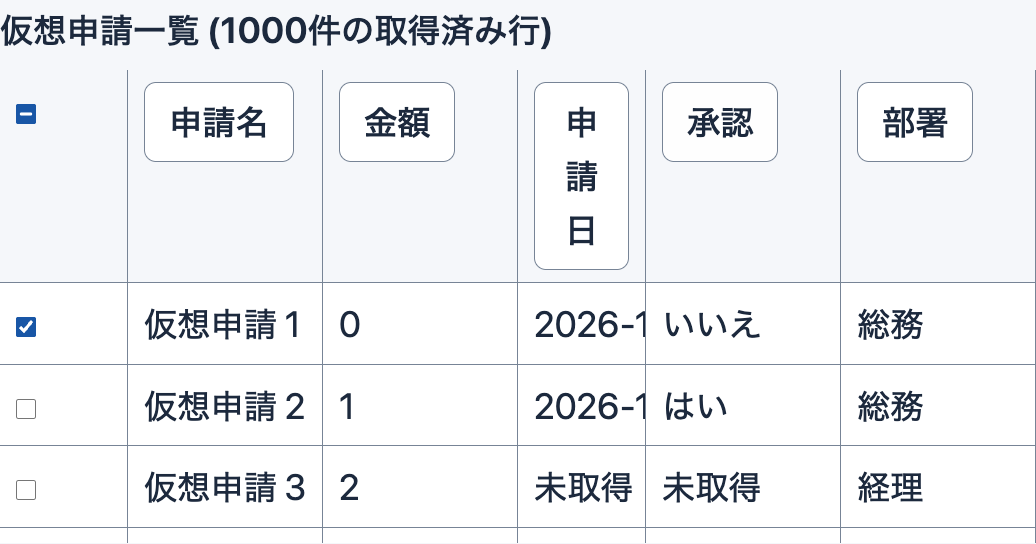 仮想申請一覧 (1000件の取得済み行)
申請名 金額 申請日 承認 部署
仮想申請 1 0 2026-1 いいえ 総務
仮想申請 2 1 2026-1 はい 総務
仮想申請 3 2 未取得 未取得 経理